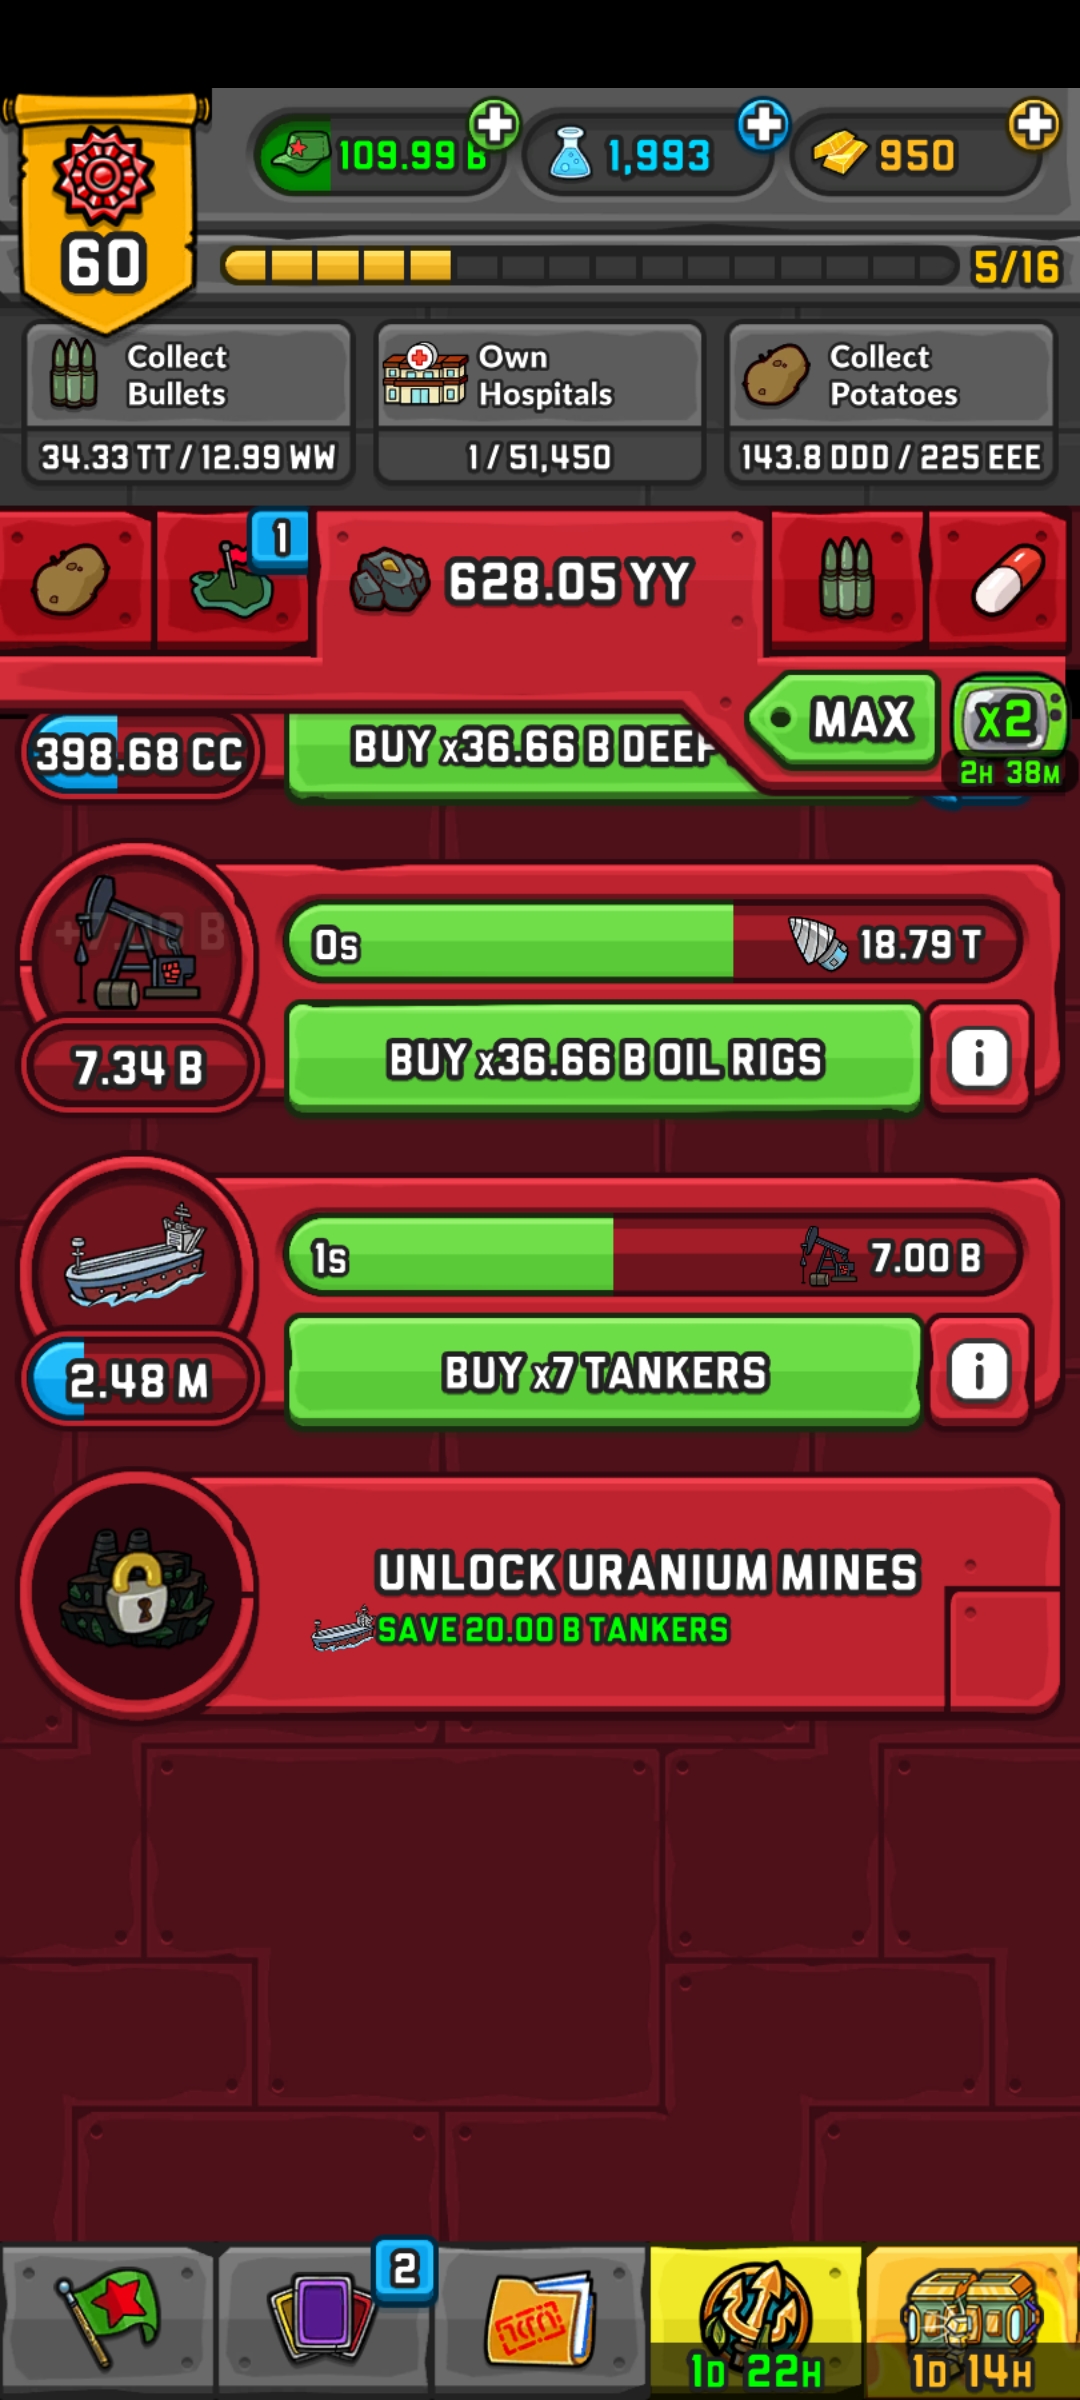 109.99 B
1,993
950
60
5/16
Collect
Bullets
34.33 TT / 12.99 WW
Own
Hospitals
1 / 51,450
Collect
Potatoes
143.8 DDD / 225 EEE
1
628.05 YY
MAX
x2
2H 38M
398.68 CC
BUY x36.66 B DEEP
+7.00 B
0s
18.79 T
7.34 B
BUY x36.66 B OIL RIGS
i
1s
7.00 B
2.48 M
BUY x7 TANKERS
i
UNLOCK URANIUM MINES
SAVE 20.00 B TANKERS
2
1D 22H
1D 14H